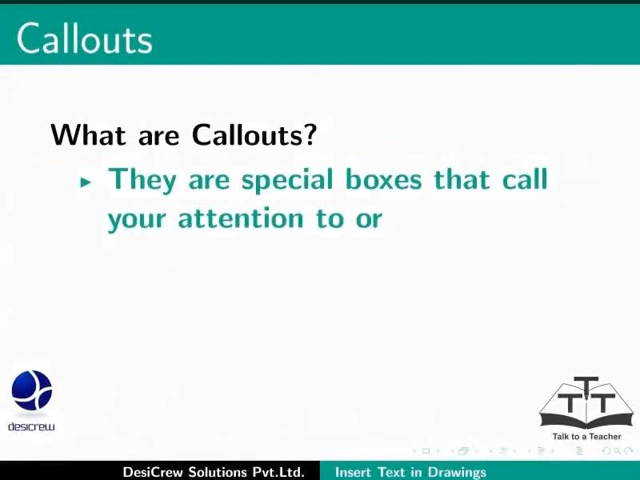 Callouts
What are Callouts?
They are special boxes that call
your attention to or
desicrew
TTT
Talk to a Teacher
DesiCrew Solutions Pvt.Ltd. Insert Text in Drawings